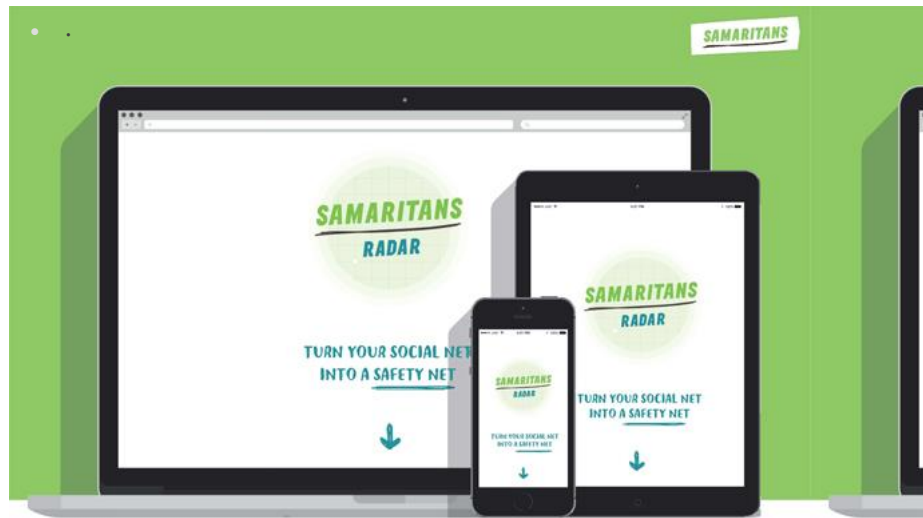 SAMARITANS
SAMARITANS
RADAR
TURN YOUR SOCIAL NET
INTO A SAFETY NET
SAMARITANS
RADAR
TURN YOUR SOCIAL NET
INTO A SAFETY NET
SAMARITANS
RADAR
TURN YOUR SOCIAL NET
INTO A SAFETY NET